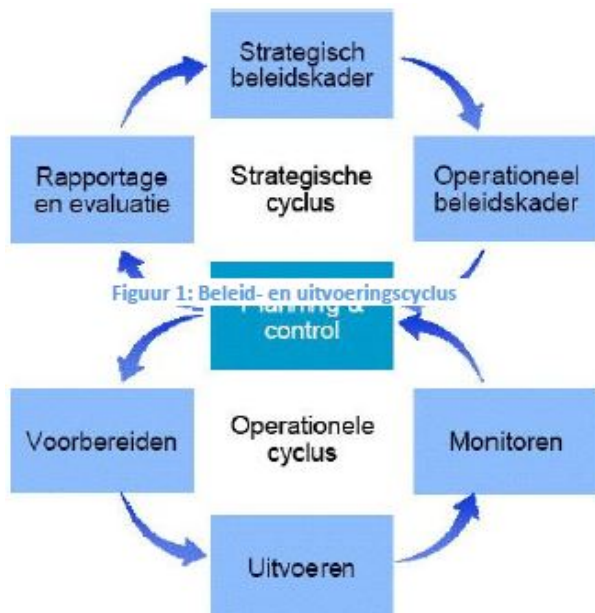 Strategisch
beleidskader
Rapportage
en evaluatie
Strategische
cyclus
Operationeel
beleidskader
Figuur 1: Beleid- en uitvoeringscyclus
Planning &
control
Voorbereiden
Operationele
cyclus
Monitoren
Uitvoeren